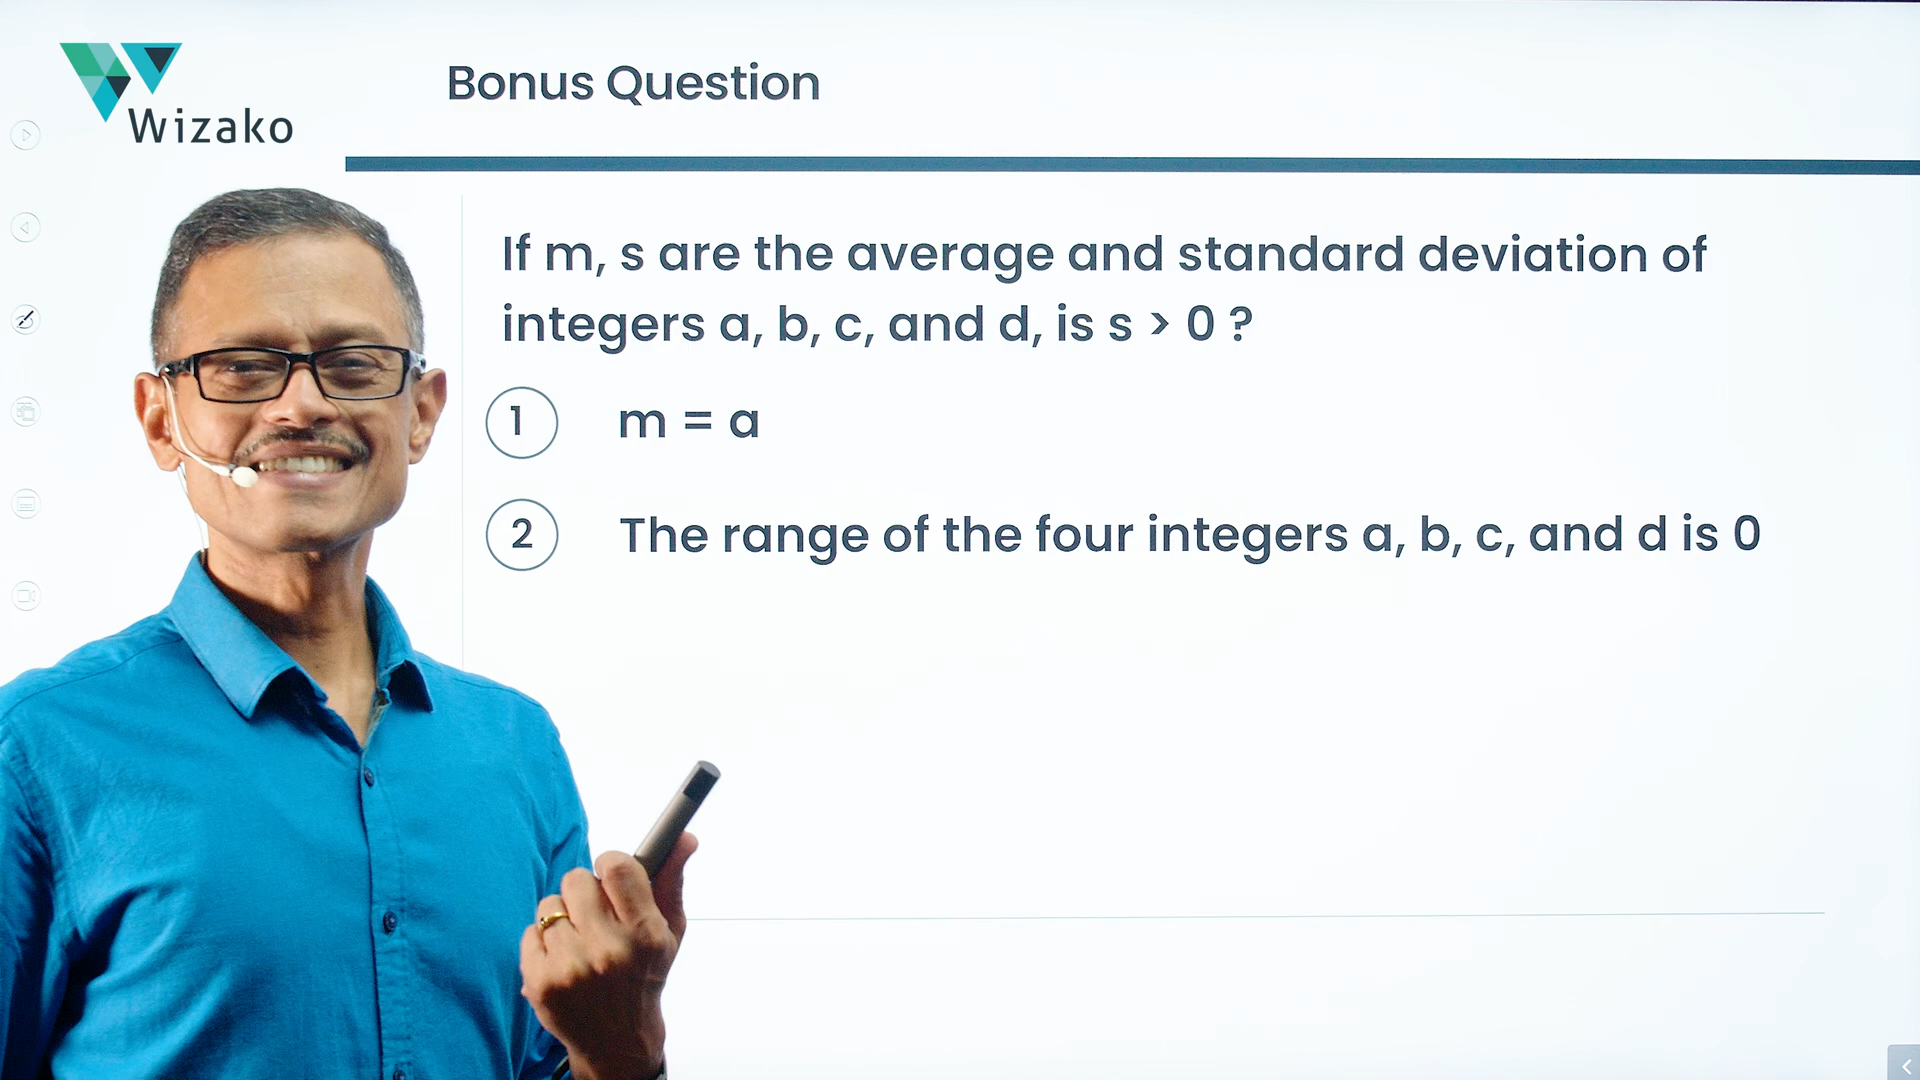 Wizako
Bonus Question
If m, s are the average and standard deviation of
integers a, b, c, and d, is s > 0 ?
1 m = a
2 The range of the four integers a, b, c, and d is 0